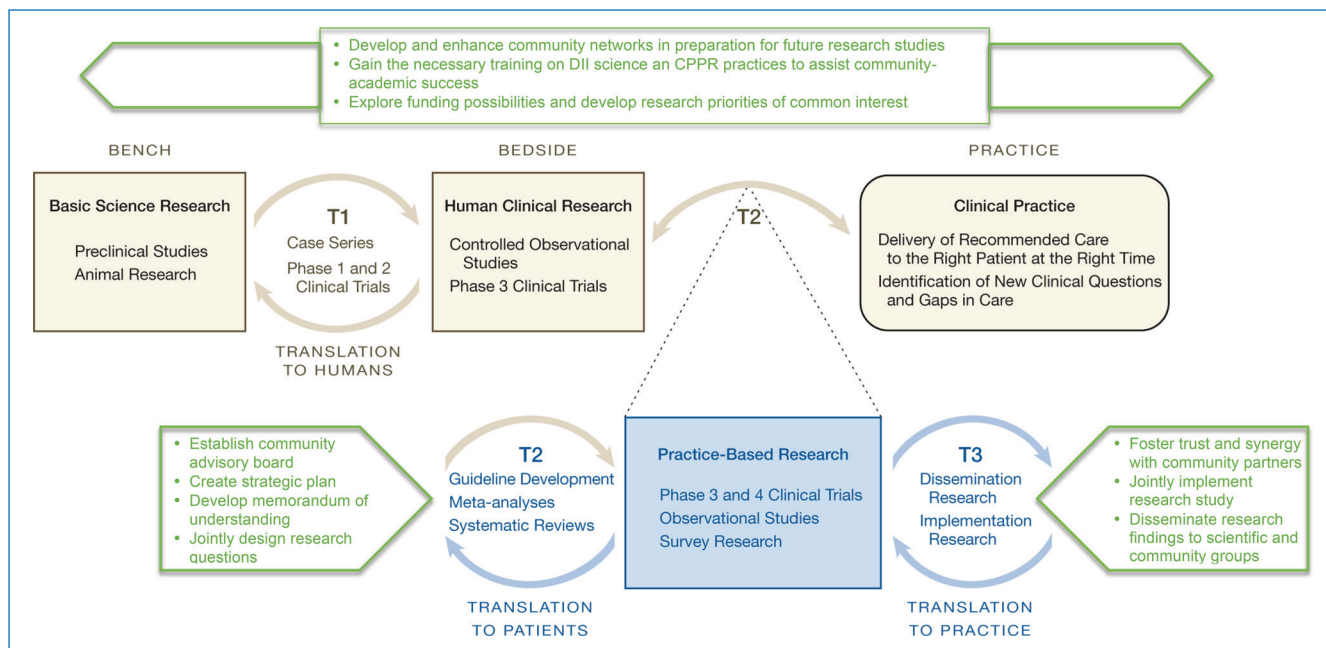 • Develop and enhance community networks in preparation for future research studies
• Gain the necessary training on DII science an CPPR practices to assist community-
academic success
• Explore funding possibilities and develop research priorities of common interest
BENCH
BEDSIDE
PRACTICE
Basic Science Research
Preclinical Studies
Animal Research
T1
Case Series
Phase 1 and 2
Clinical Trials
TRANSLATION
TO HUMANS
Human Clinical Research
Controlled Observational
Studies
Phase 3 Clinical Trials
T2
Clinical Practice
Delivery of Recommended Care
to the Right Patient at the Right Time
Identification of New Clinical Questions
and Gaps in Care
• Establish community
advisory board
• Create strategic plan
• Develop memorandum of
understanding
• Jointly design research
questions
T2
Guideline Development
Meta-analyses
Systematic Reviews
TRANSLATION
TO PATIENTS
Practice-Based Research
Phase 3 and 4 Clinical Trials
Observational Studies
Survey Research
T3
Dissemination
Research
Implementation
Research
TRANSLATION
TO PRACTICE
• Foster trust and synergy
with community partners
• Jointly implement
research study
• Disseminate research
findings to scientific and
community groups